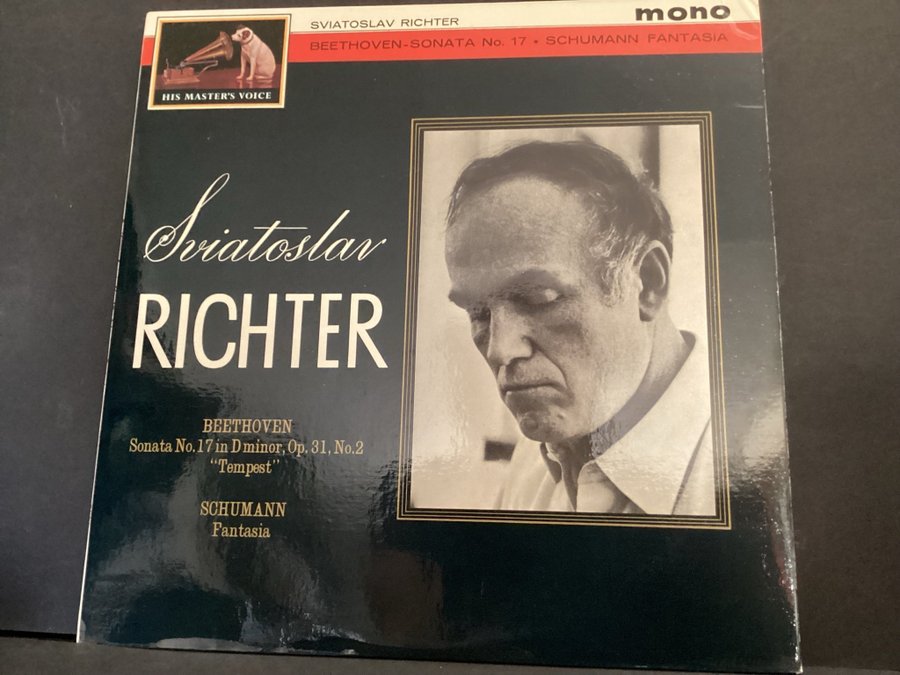 SVIATOSLAV RICHTER
mono
BEETHOVEN-SONATA No. 17 • SCHUMANN FANTASIA
HIS MASTER'S VOICE
Sviatoslav
RICHTER
BEETHOVEN
Sonata No. 17 in D minor, Op. 31, No. 2
"Tempest"
SCHUMANN
Fantasia